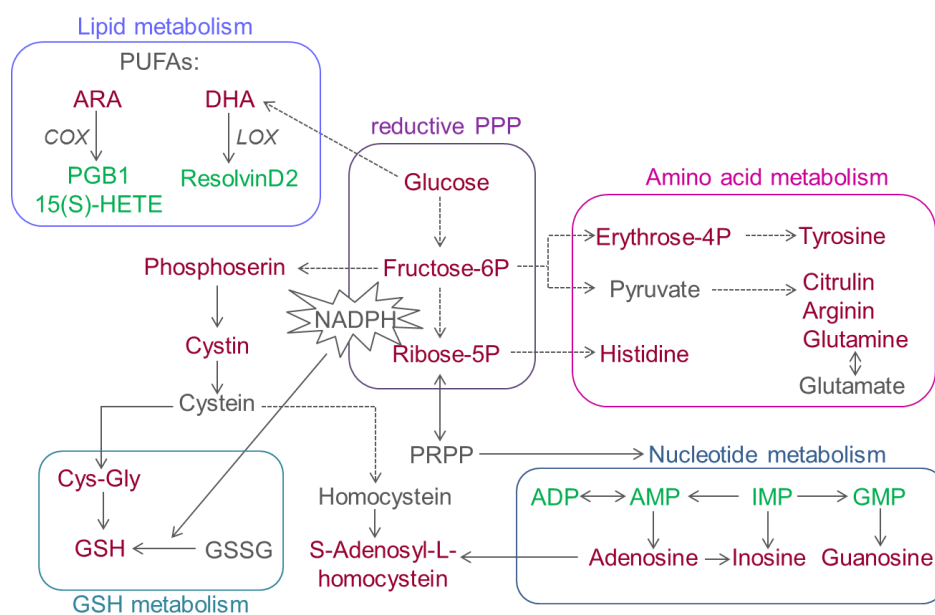 Lipid metabolism
PUFAs:
ARA
DHA
COX
LOX
PGB1
15(S)-HETE
ResolvinD2
reductive PPP
Glucose
Fructose-6P
NADPH
Ribose-5P
Amino acid metabolism
Erythrose-4P
Tyrosine
Pyruvate
Citrulin
Arginin
Glutamine
Histidine
Glutamate
Phosphoserin
Cystin
Cystein
Cys-Gly
GSH
GSSG
GSH metabolism
PRPP
Homocystein
S-Adenosyl-L-
homocystein
Nucleotide metabolism
ADP
AMP
IMP
GMP
Adenosine
Inosine
Guanosine